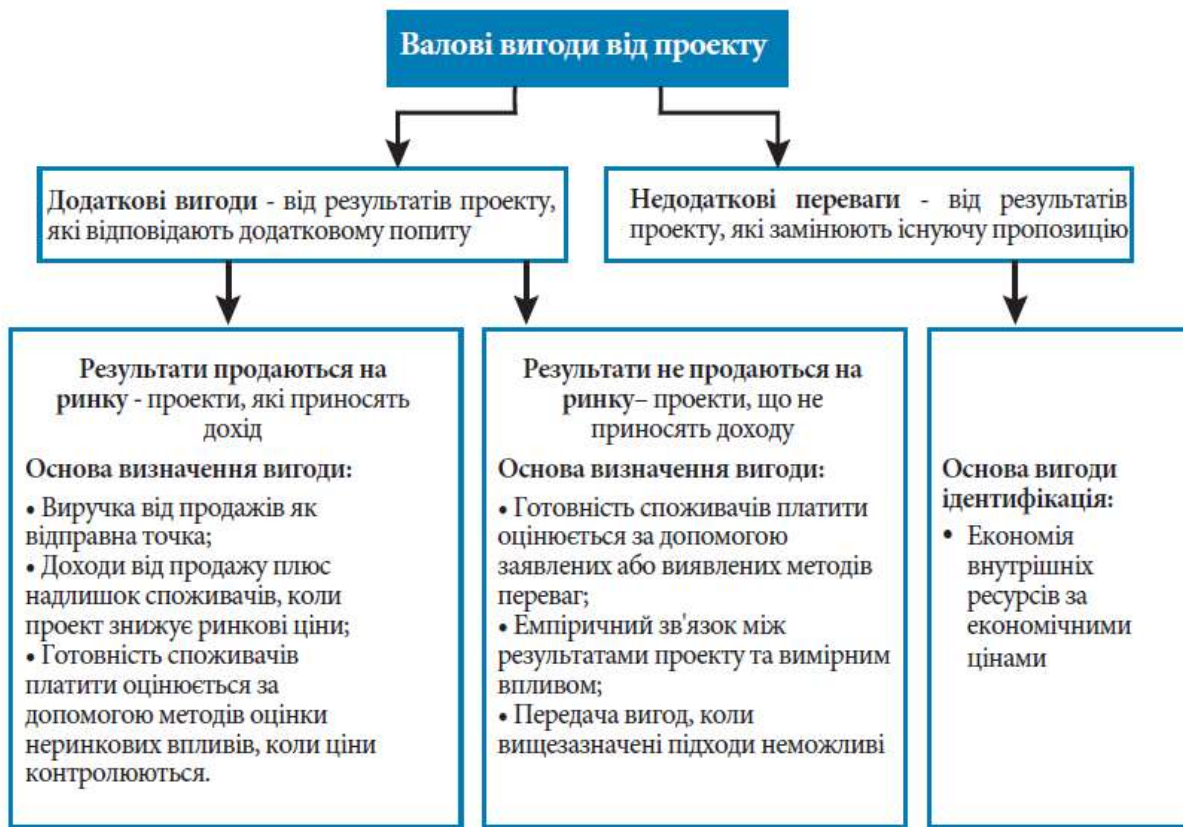 Валові вигоди від проекту
Додаткові вигоди - від результатів проекту,
які відповідають додатковому попиту
Недодаткові переваги - від результатів
проекту, які замінюють існуючу пропозицію
Результати продаються на
ринку - проекти, які приносять
дохід
Основа визначення вигоди:
• Виручка від продажів як
відправна точка;
• Доходи від продажу плюс
надлишок споживачів, коли
проект знижує ринкові ціни;
• Готовність споживачів
платити оцінюється за
допомогою методів оцінки
неринкових впливів, коли ціни
контролюються.
Результати не продаються на
ринку– проекти, що не
приносять доходу
Основа визначення вигоди:
• Готовність споживачів платити
оцінюється за допомогою
заявлених або виявлених методів
переваг;
• Емпіричний зв'язок між
результатами проекту та вимірним
впливом;
• Передача вигод, коли
вищезазначені підходи неможливі
Основа вигоди
ідентифікація:
• Економія
внутрішніх
ресурсів за
економічними
цінами